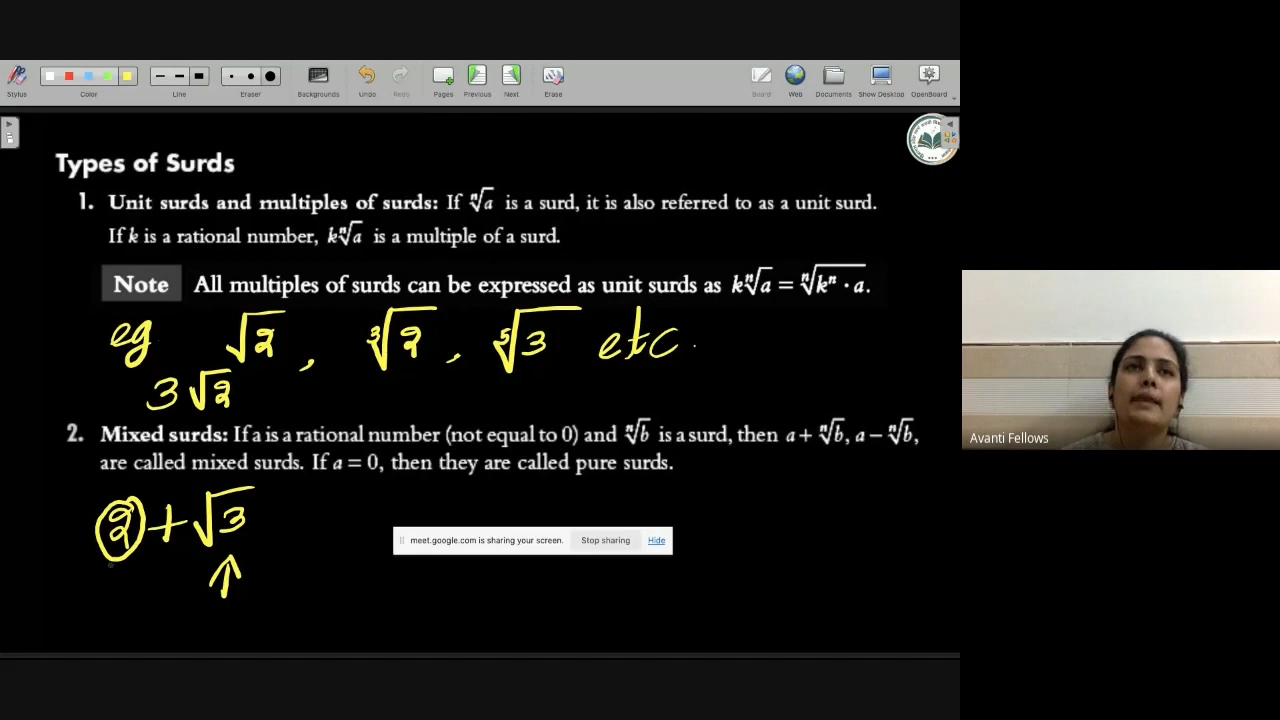 Stylus Color Line Eraser Backgrounds Undo Redo Pages Previous Next Erase Board Web Documents Show Desktop OpenBoard
Types of Surds
1. Unit surds and multiples of surds: If ⁿ√a is a surd, it is also referred to as a unit surd.
If k is a rational number, kⁿ√a is a multiple of a surd.
Note All multiples of surds can be expressed as unit surds as kⁿ√a = ⁿ√(kⁿ · a).
eg √2 , ³√2 , ⁵√3 etc.
3√2
2. Mixed surds: If a is a rational number (not equal to 0) and ⁿ√b is a surd, then a + ⁿ√b, a − ⁿ√b,
are called mixed surds. If a = 0, then they are called pure surds.
2 + √3
↑
meet.google.com is sharing your screen. Stop sharing Hide
Avanti Fellows